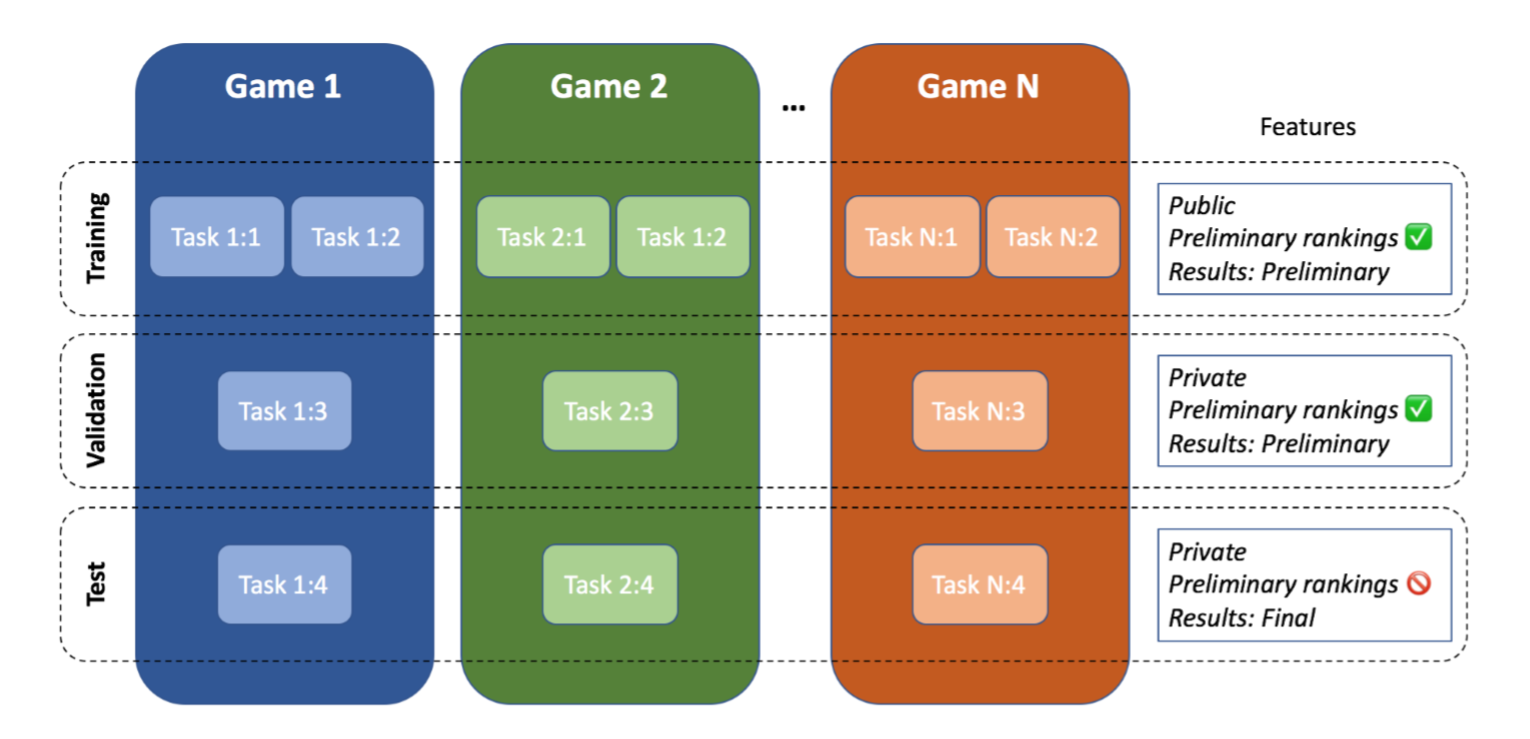 Game 1
Game 2
...
Game N
Features
Training
Task 1:1
Task 1:2
Task 2:1
Task 1:2
Task N:1
Task N:2
Public
Preliminary rankings ✅
Results: Preliminary
Validation
Task 1:3
Task 2:3
Task N:3
Private
Preliminary rankings ✅
Results: Preliminary
Test
Task 1:4
Task 2:4
Task N:4
Private
Preliminary rankings 🚫
Results: Final